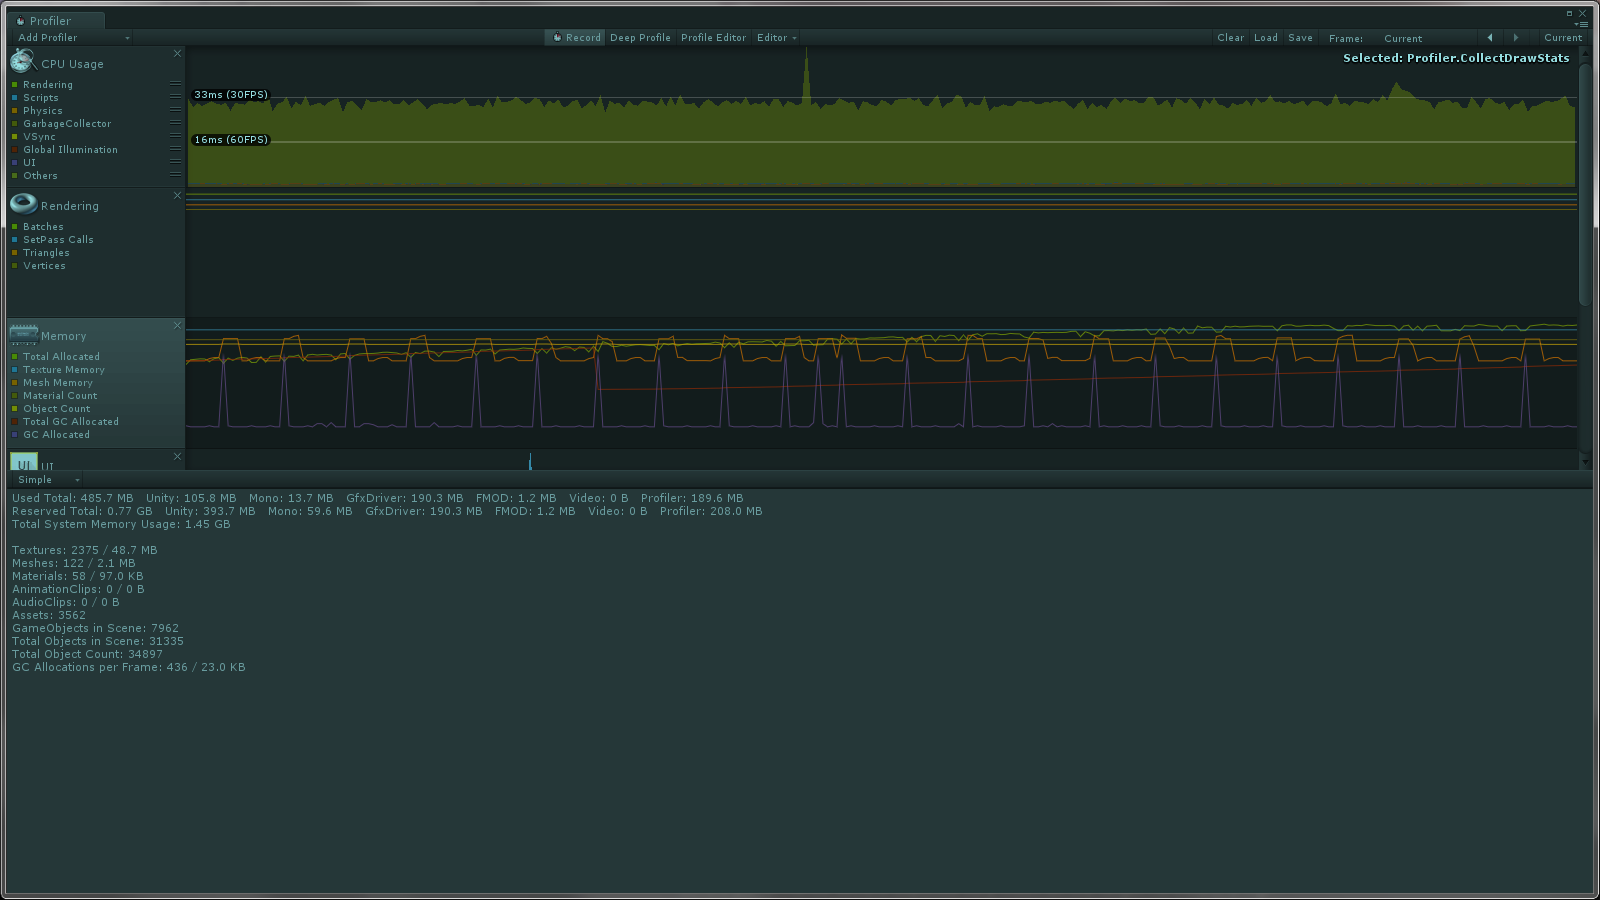 Profiler
Add Profiler
Record Deep Profile Profile Editor Editor
Clear Load Save Frame: Current Current
CPU Usage
Rendering
Scripts
Physics
GarbageCollector
VSync
Global Illumination
UI
Others
Selected: Profiler.CollectDrawStats
33ms (30FPS)
16ms (60FPS)
Rendering
Batches
SetPass Calls
Triangles
Vertices
Memory
Total Allocated
Texture Memory
Mesh Memory
Material Count
Object Count
Total GC Allocated
GC Allocated
UI UI
Simple
Used Total: 485.7 MB Unity: 105.8 MB Mono: 13.7 MB GfxDriver: 190.3 MB FMOD: 1.2 MB Video: 0 B Profiler: 189.6 MB
Reserved Total: 0.77 GB Unity: 393.7 MB Mono: 59.6 MB GfxDriver: 190.3 MB FMOD: 1.2 MB Video: 0 B Profiler: 208.0 MB
Total System Memory Usage: 1.45 GB
Textures: 2375 / 48.7 MB
Meshes: 122 / 2.1 MB
Materials: 58 / 97.0 KB
AnimationClips: 0 / 0 B
AudioClips: 0 / 0 B
Assets: 3562
GameObjects in Scene: 7962
Total Objects in Scene: 31335
Total Object Count: 34897
GC Allocations per Frame: 436 / 23.0 KB